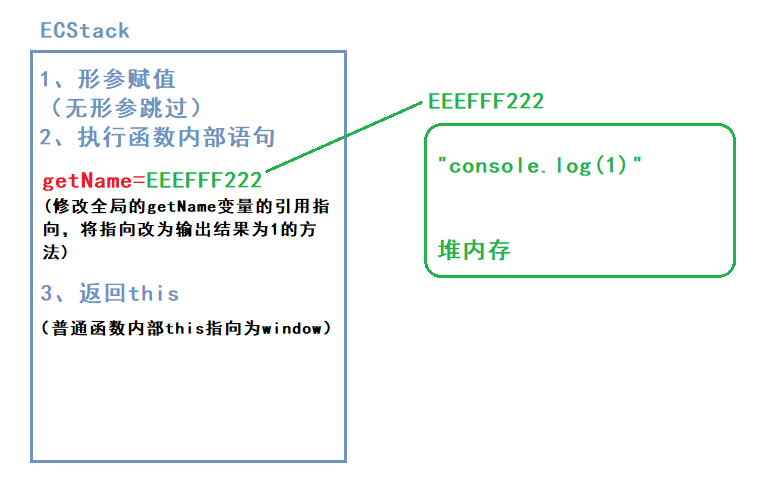 ECStack
1、形参赋值
（无形参跳过）
2、执行函数内部语句
getName=EEEFFF222
(修改全局的getName变量的引用指
向，将指向改为输出结果为1的方
法)
3、返回this
（普通函数内部this指向为window）
EEEFFF222
"console.log(1)"
堆内存